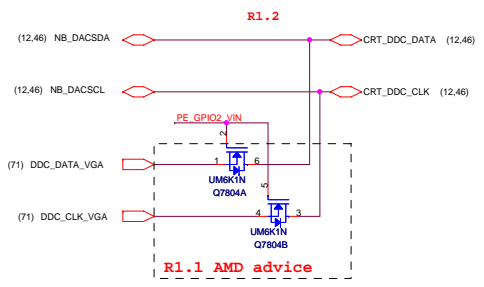 R1.2
(12,46) NB_DACSDA CRT_DDC_DATA (12,46)
(12,46) NB_DACSCL CRT_DDC_CLK (12,46)
PE_GPIO2_VIN
2
(71) DDC_DATA_VGA 1 6
UM6K1N
Q7804A
5
(71) DDC_CLK_VGA 4 3
UM6K1N
Q7804B
R1.1 AMD advice